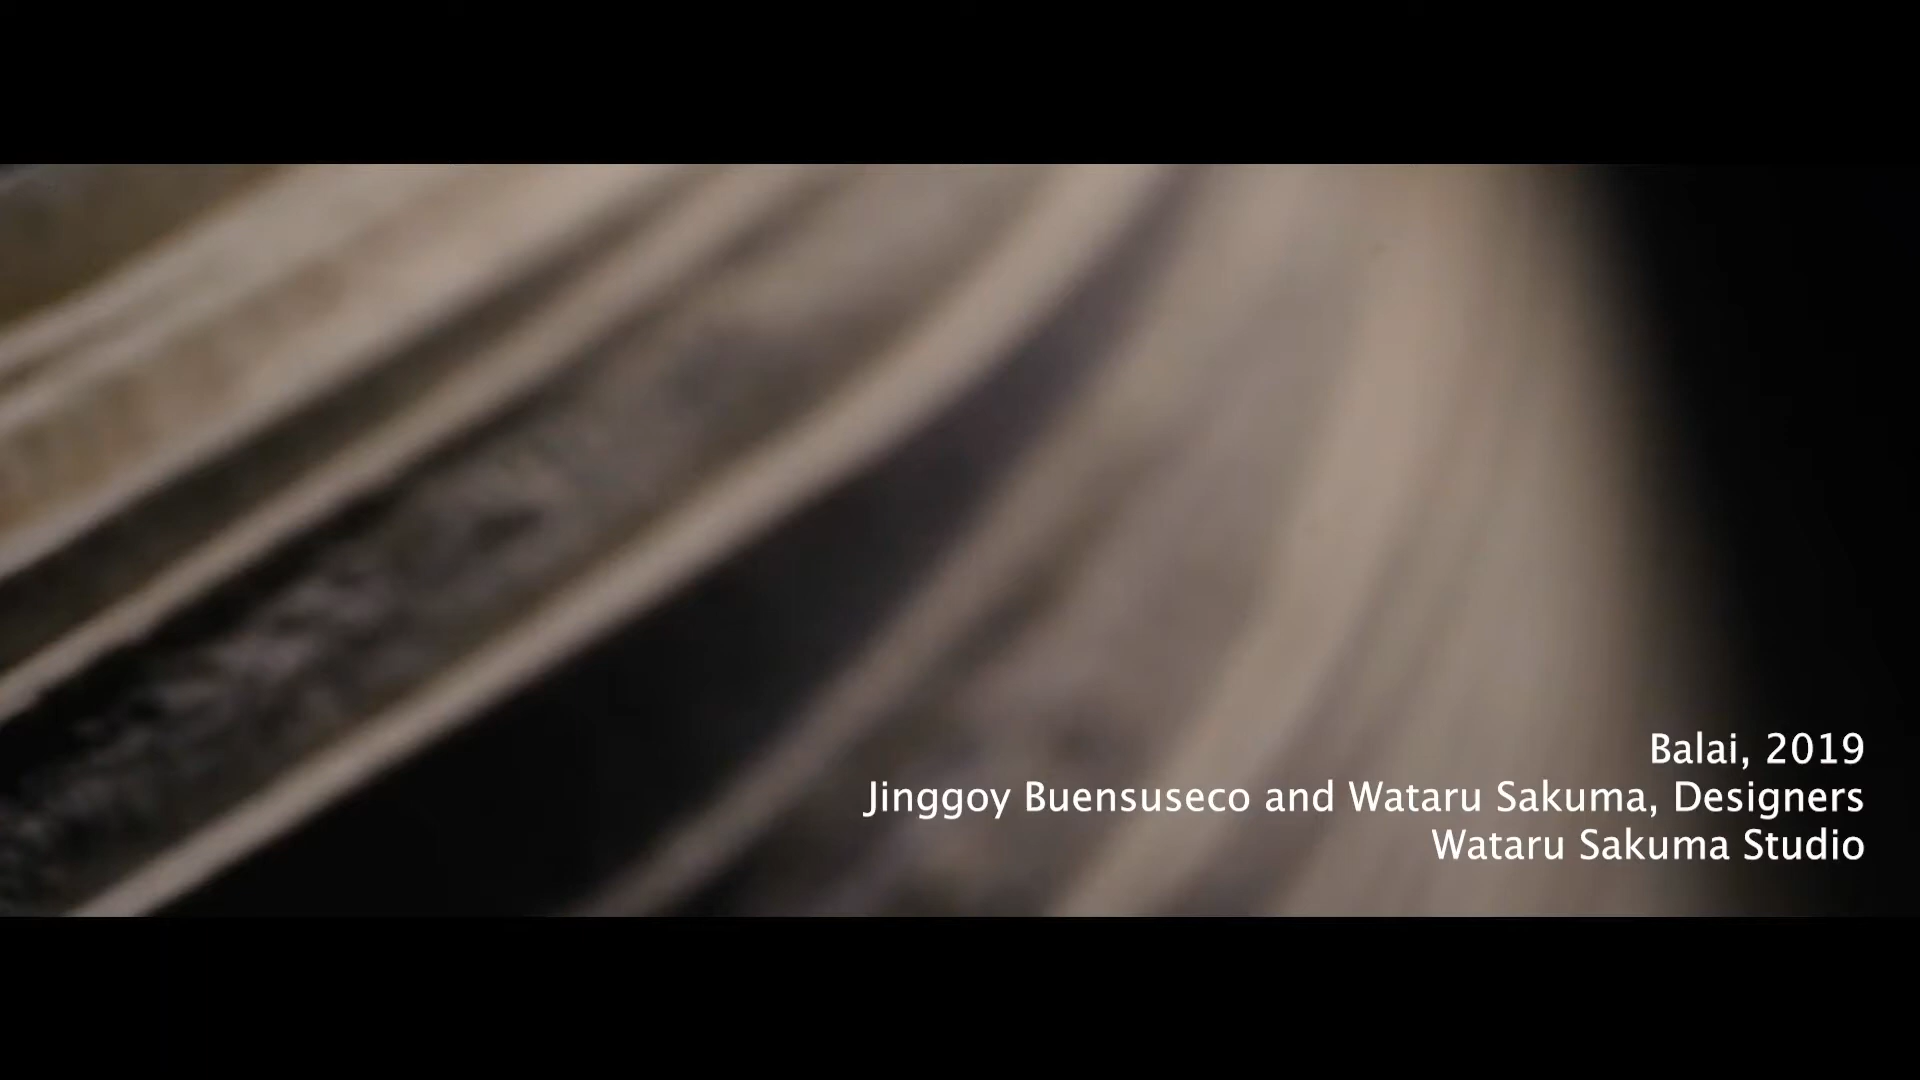 Balai, 2019
Jinggoy Buensuseco and Wataru Sakuma, Designers
Wataru Sakuma Studio